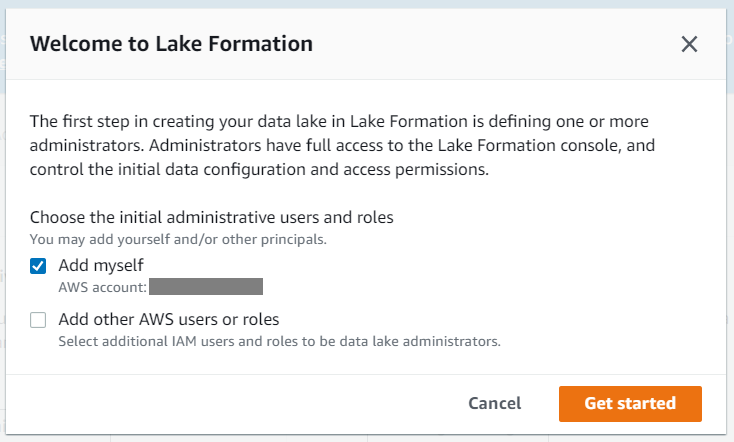 Welcome to Lake Formation
The first step in creating your data lake in Lake Formation is defining one or more
administrators. Administrators have full access to the Lake Formation console, and
control the initial data configuration and access permissions.
Choose the initial administrative users and roles
You may add yourself and/or other principals.
Add myself
AWS account:
Add other AWS users or roles
Select additional IAM users and roles to be data lake administrators.
Cancel
Get started